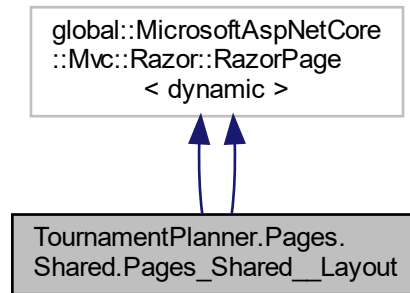 global::MicrosoftAspNetCore
::Mvc::Razor::RazorPage
< dynamic >
TournamentPlanner.Pages.
Shared.Pages_Shared__Layout